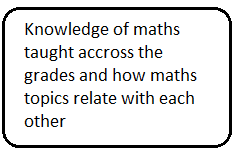 Knowledge of maths
taught accross the
grades and how maths
topics relate with each
other